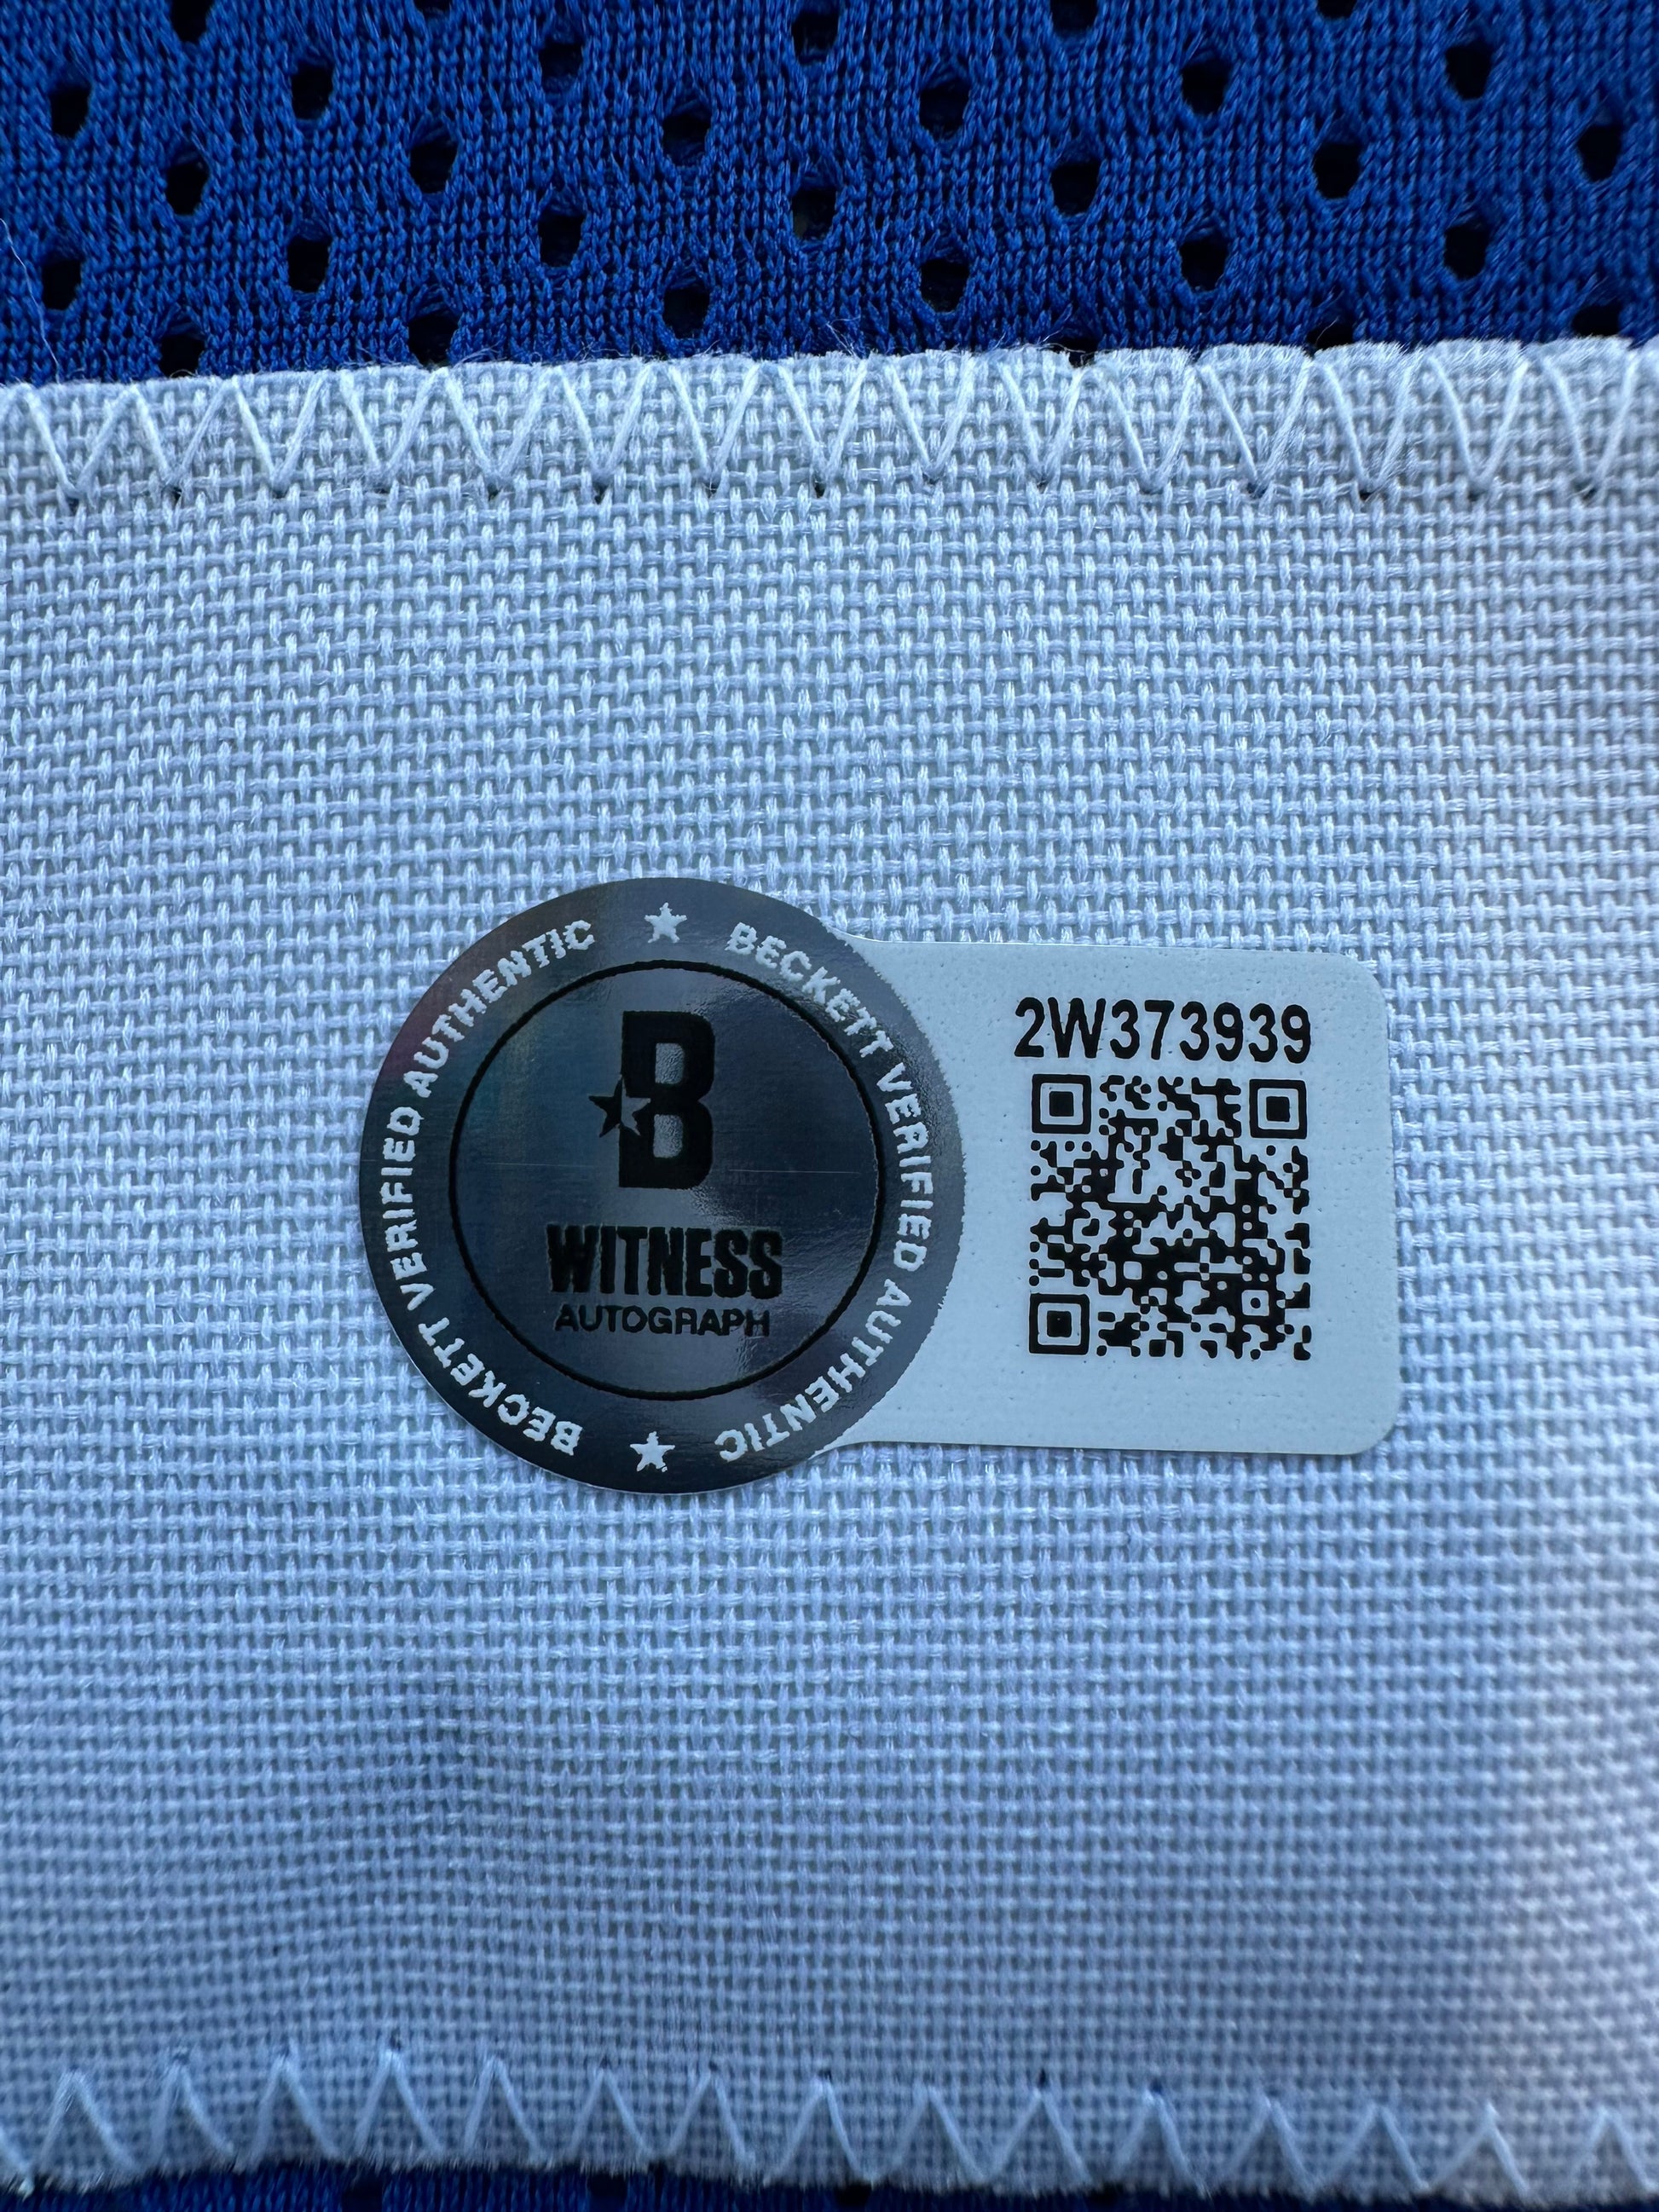 BECKETT VERIFIED AUTHENTIC ★ BECKETT VERIFIED AUTHENTIC ★
B
WITNESS
AUTOGRAPH
2W373939